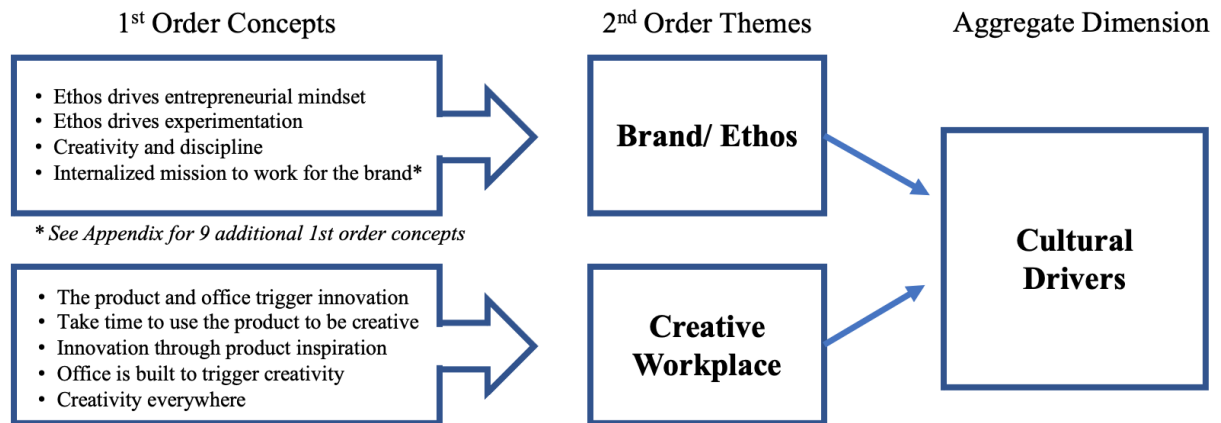 1st Order Concepts
2nd Order Themes
Aggregate Dimension
• Ethos drives entrepreneurial mindset
• Ethos drives experimentation
• Creativity and discipline
• Internalized mission to work for the brand*
* See Appendix for 9 additional 1st order concepts
Brand/ Ethos
• The product and office trigger innovation
• Take time to use the product to be creative
• Innovation through product inspiration
• Office is built to trigger creativity
• Creativity everywhere
Creative
Workplace
Cultural
Drivers